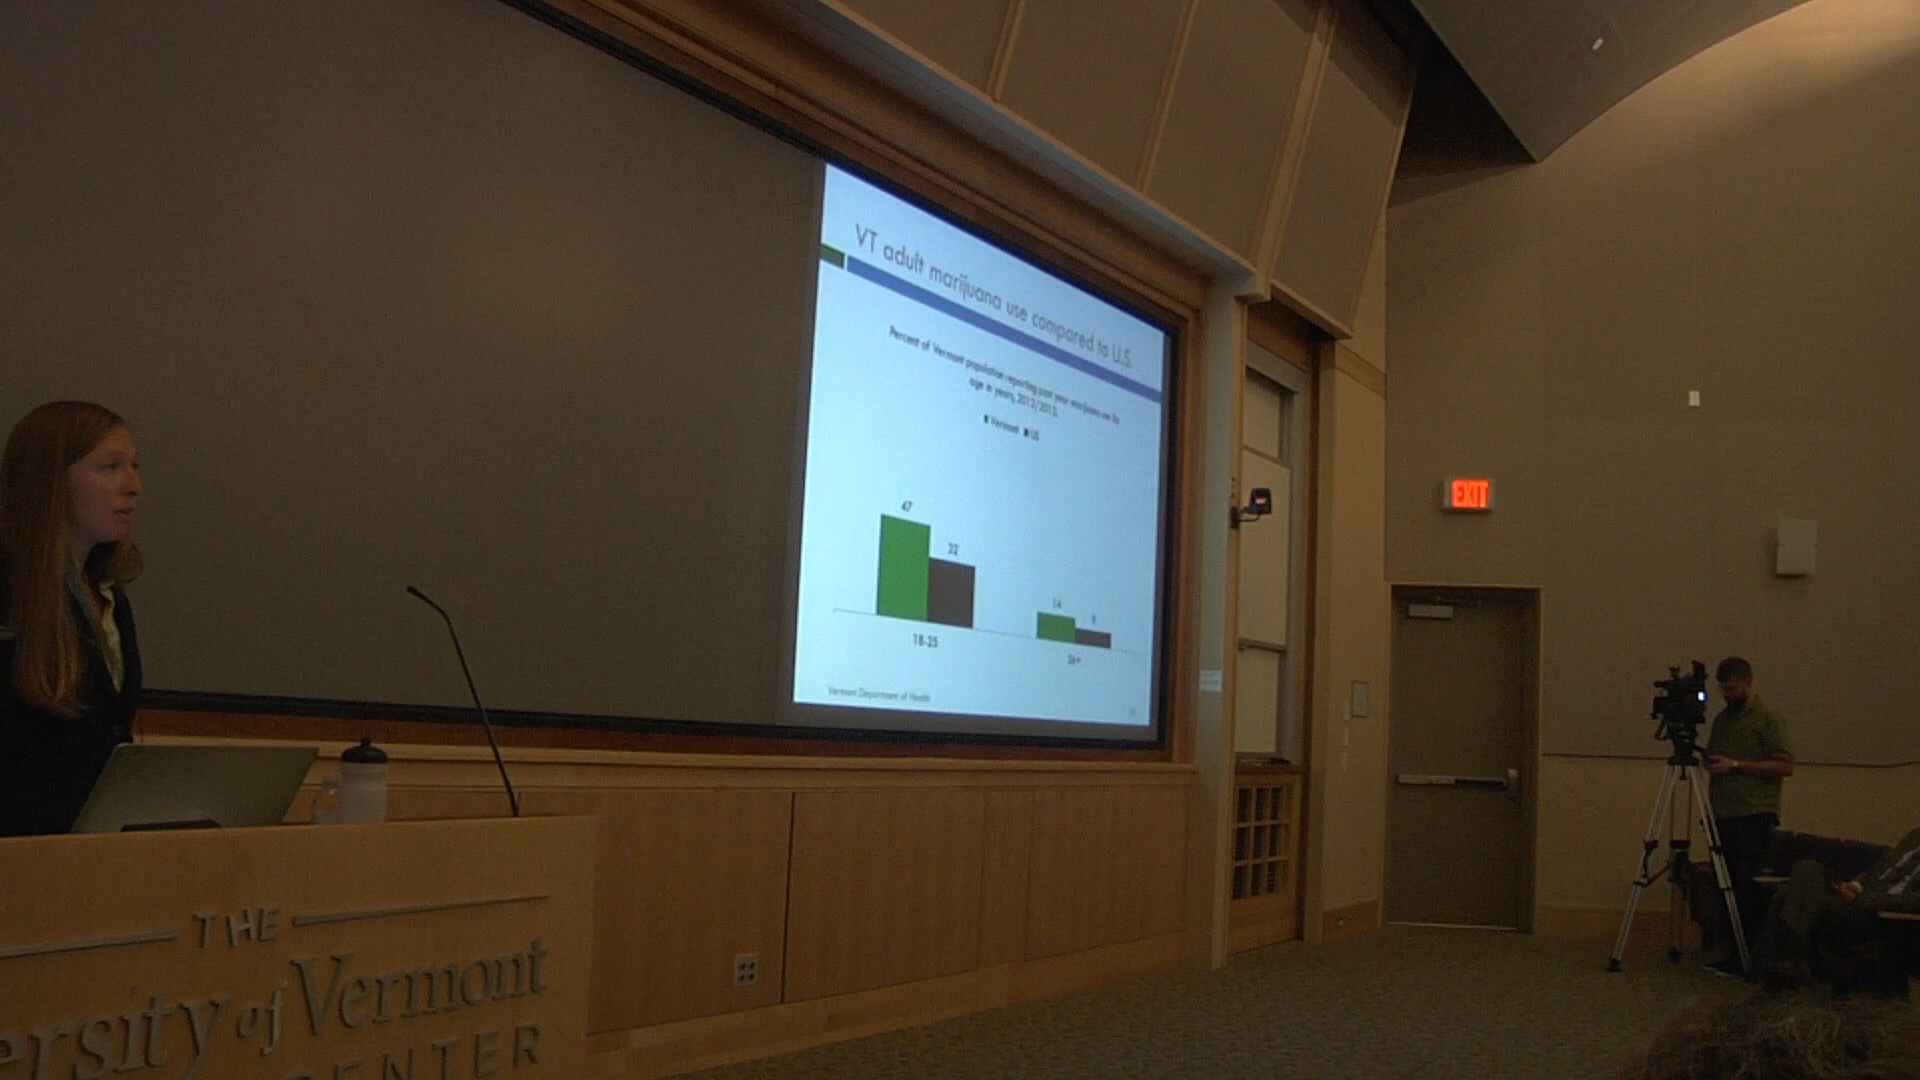 VT adult marijuana use compared to U.S.
Percent of Vermont population reporting past year marijuana use by
age in years, 2012/2013.
Vermont US
47
32
14
9
18-25
26+
Vermont Department of Health
EXIT
THE
ersity of Vermont
CENTER